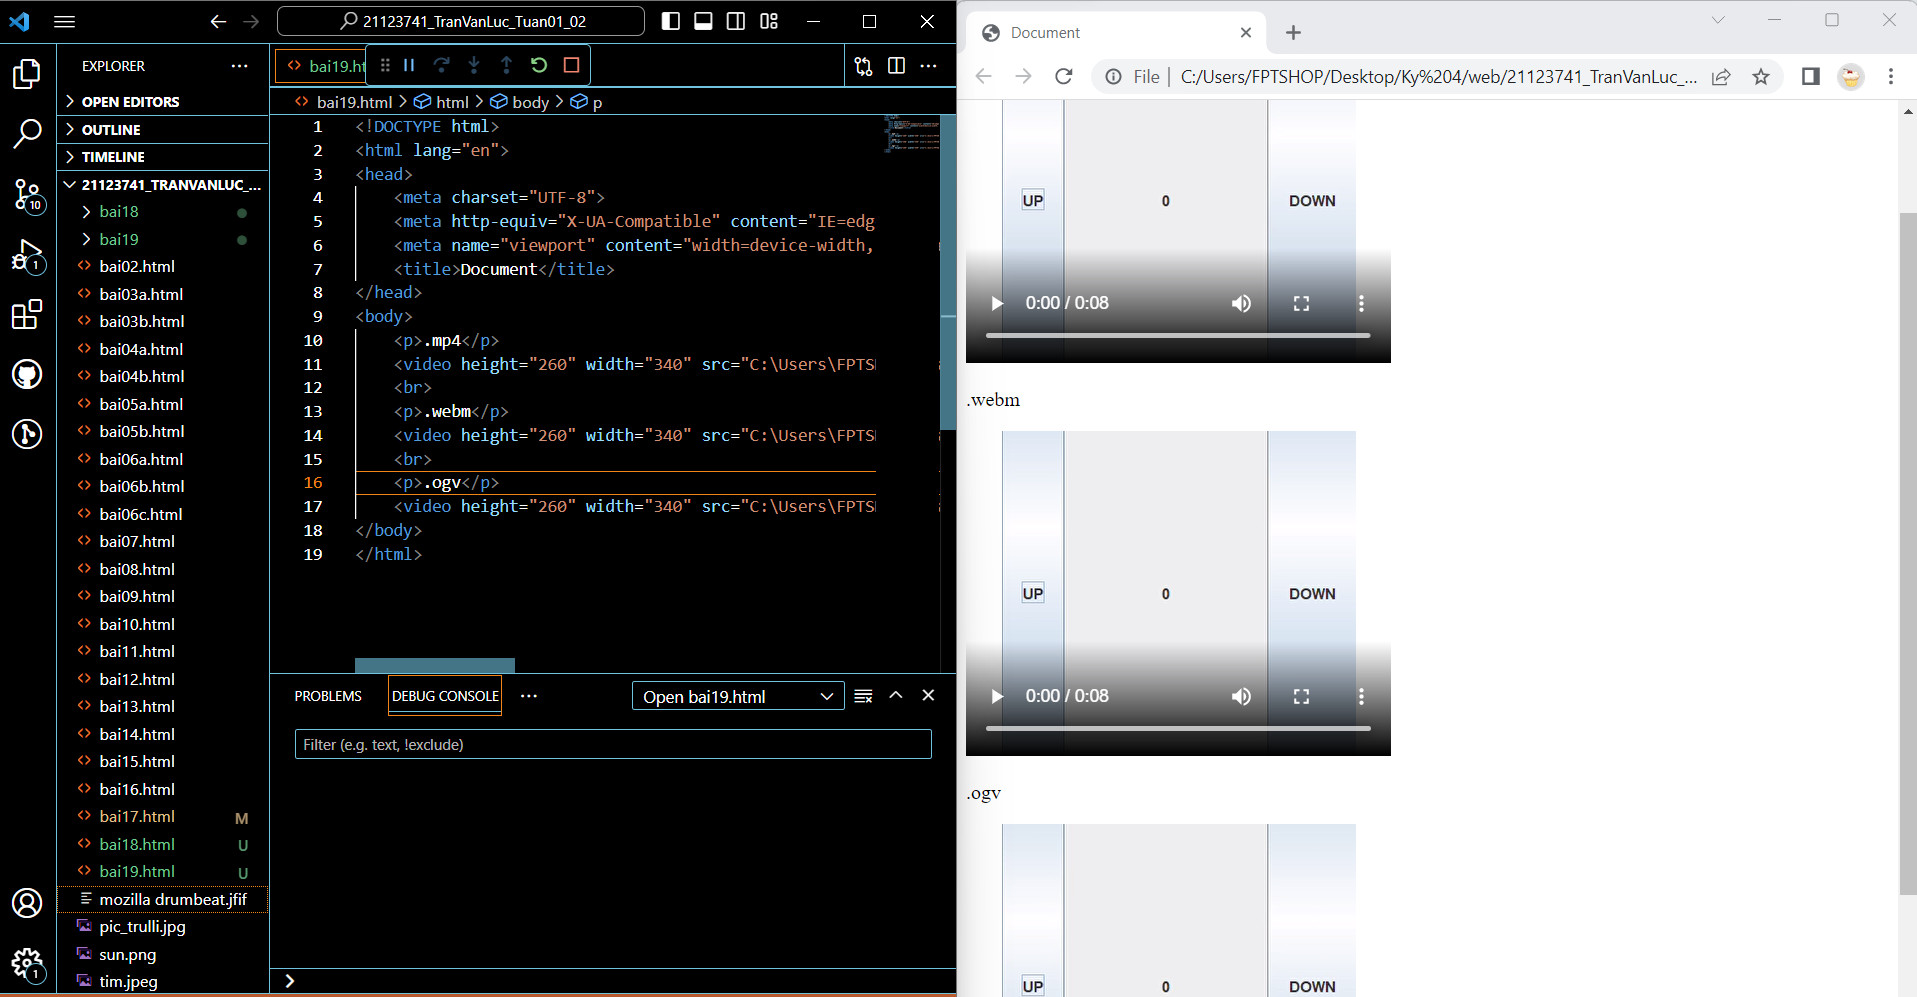 21123741_TranVanLuc_Tuan01_02
EXPLORER
OPEN EDITORS
OUTLINE
TIMELINE
21123741_TRANVANLUC_...
bai18
bai19
bai02.html
bai03a.html
bai03b.html
bai04a.html
bai04b.html
bai05a.html
bai05b.html
bai06a.html
bai06b.html
bai06c.html
bai07.html
bai08.html
bai09.html
bai10.html
bai11.html
bai12.html
bai13.html
bai14.html
bai15.html
bai16.html
bai17.html M
bai18.html U
bai19.html U
mozilla drumbeat.jfif
pic_trulli.jpg
sun.png
tim.jpeg
10
1
1
bai19.ht
bai19.html > html > body > p
1 <!DOCTYPE html>
2 <html lang="en">
3 <head>
4 <meta charset="UTF-8">
5 <meta http-equiv="X-UA-Compatible" content="IE=edg
6 <meta name="viewport" content="width=device-width,
7 <title>Document</title>
8 </head>
9 <body>
10 <p>.mp4</p>
11 <video height="260" width="340" src="C:\Users\FPTS
12 <br>
13 <p>.webm</p>
14 <video height="260" width="340" src="C:\Users\FPTS
15 <br>
16 <p>.ogv</p>
17 <video height="260" width="340" src="C:\Users\FPTS
18 </body>
19 </html>
PROBLEMS DEBUG CONSOLE ... Open bai19.html
Filter (e.g. text, !exclude)
Document
File | C:/Users/FPTSHOP/Desktop/Ky%204/web/21123741_TranVanLuc_...
UP 0 DOWN
0:00 / 0:08
.webm
UP 0 DOWN
0:00 / 0:08
.ogv
UP 0 DOWN